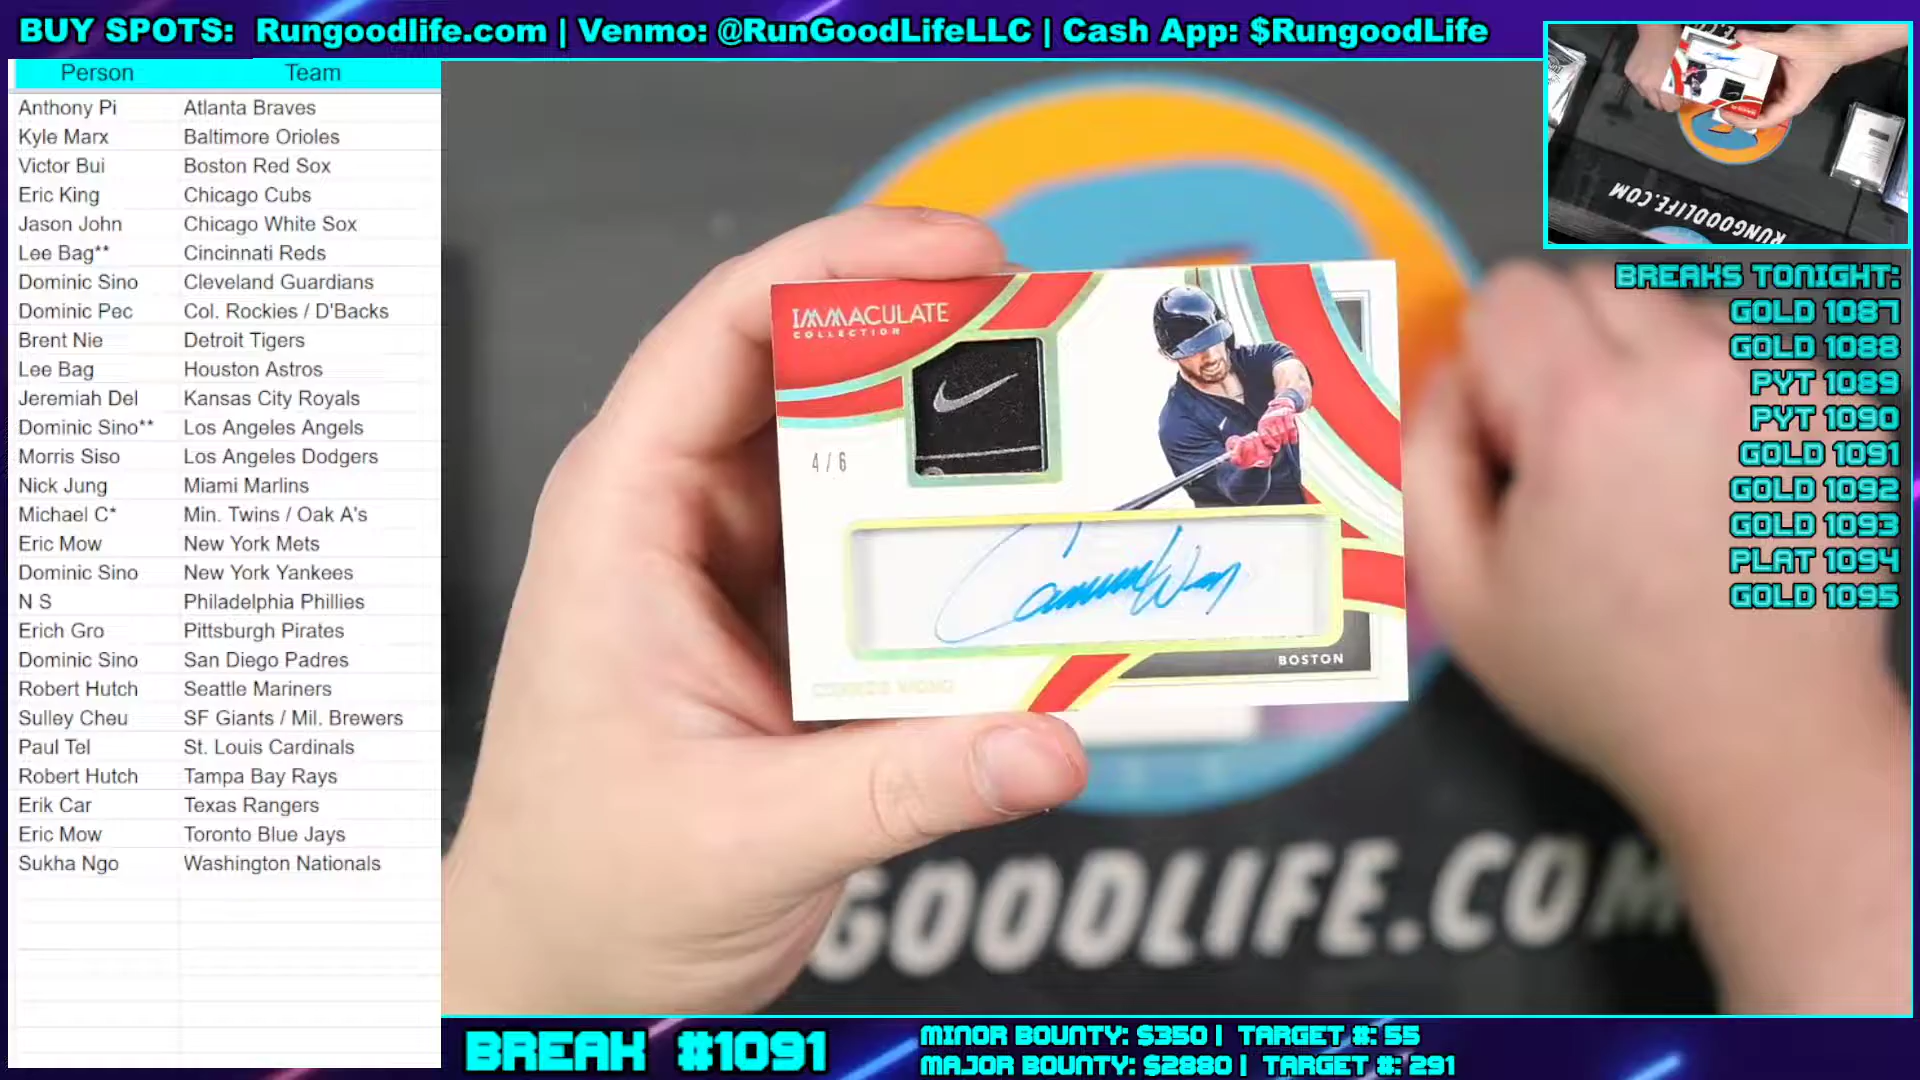 BUY SPOTS: Rungoodlife.com | Venmo: @RunGoodLifeLLC | Cash App: $RungoodLife
Person Team
Anthony Pi Atlanta Braves
Kyle Marx Baltimore Orioles
Victor Bui Boston Red Sox
Eric King Chicago Cubs
Jason John Chicago White Sox
Lee Bag** Cincinnati Reds
Dominic Sino Cleveland Guardians
Dominic Pec Col. Rockies / D'Backs
Brent Nie Detroit Tigers
Lee Bag Houston Astros
Jeremiah Del Kansas City Royals
Dominic Sino** Los Angeles Angels
Morris Siso Los Angeles Dodgers
Nick Jung Miami Marlins
Michael C* Min. Twins / Oak A's
Eric Mow New York Mets
Dominic Sino New York Yankees
N S Philadelphia Phillies
Erich Gro Pittsburgh Pirates
Dominic Sino San Diego Padres
Robert Hutch Seattle Mariners
Sulley Cheu SF Giants / Mil. Brewers
Paul Tel St. Louis Cardinals
Robert Hutch Tampa Bay Rays
Erik Car Texas Rangers
Eric Mow Toronto Blue Jays
Sukha Ngo Washington Nationals
IMMACULATE
COLLECTION
4/6
BOSTON
GOODLIFE.COM
RUNGOODLIFE.COM
BREAKS TONIGHT:
GOLD 1087
GOLD 1088
PYT 1089
PYT 1090
GOLD 1091
GOLD 1092
GOLD 1093
PLAT 1094
GOLD 1095
BREAK #1091
MINOR BOUNTY: $350 | TARGET #: 55
MAJOR BOUNTY: $2880 | TARGET #: 291